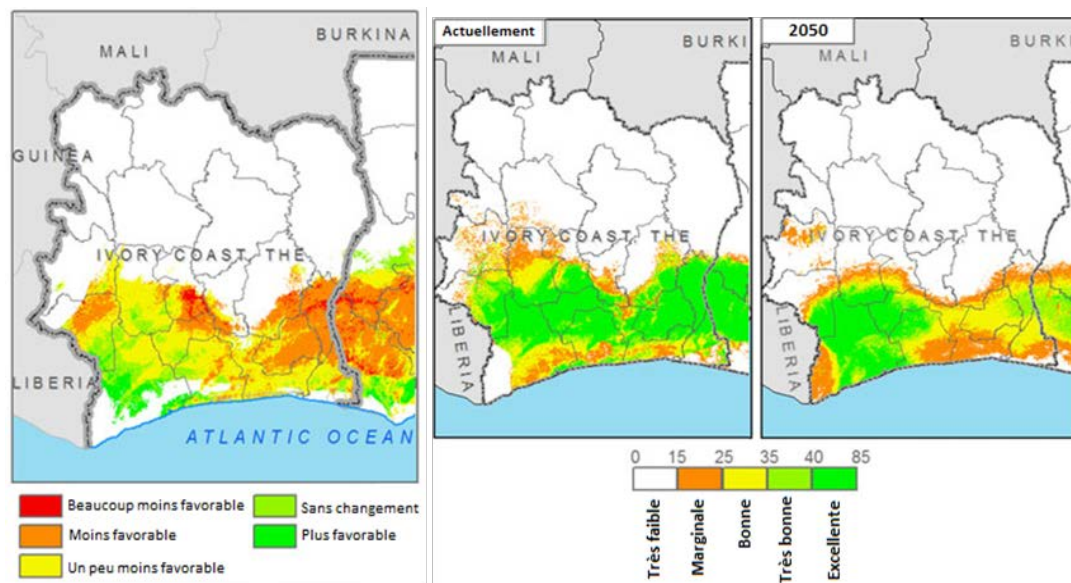 BURKINA
MALI
GUINEA
IVORY COAST, THE
LIBERIA
ATLANTIC OCEAN
Beaucoup moins favorable
Sans changement
Moins favorable
Plus favorable
Un peu moins favorable
Actuellement
BURKI
MALI
IVORY COAST, THE
LIBERIA
2050
BURKI
MALI
IVORY COAST, THE
LIBERIA
0 15 25 35 40 85
Très faible
Marginale
Bonne
Très bonne
Excellente